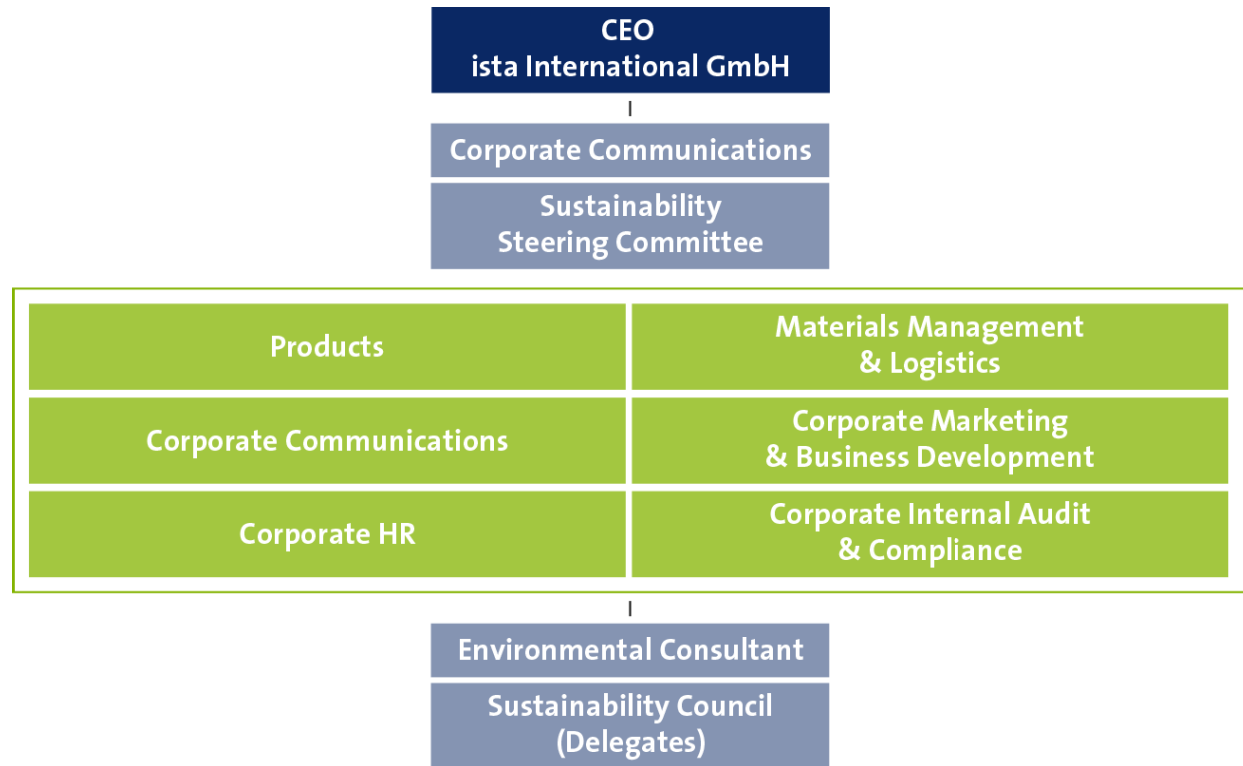 CEO
ista International GmbH
Corporate Communications
Sustainability
Steering Committee
Products
Materials Management
& Logistics
Corporate Communications
Corporate Marketing
& Business Development
Corporate HR
Corporate Internal Audit
& Compliance
Environmental Consultant
Sustainability Council
(Delegates)